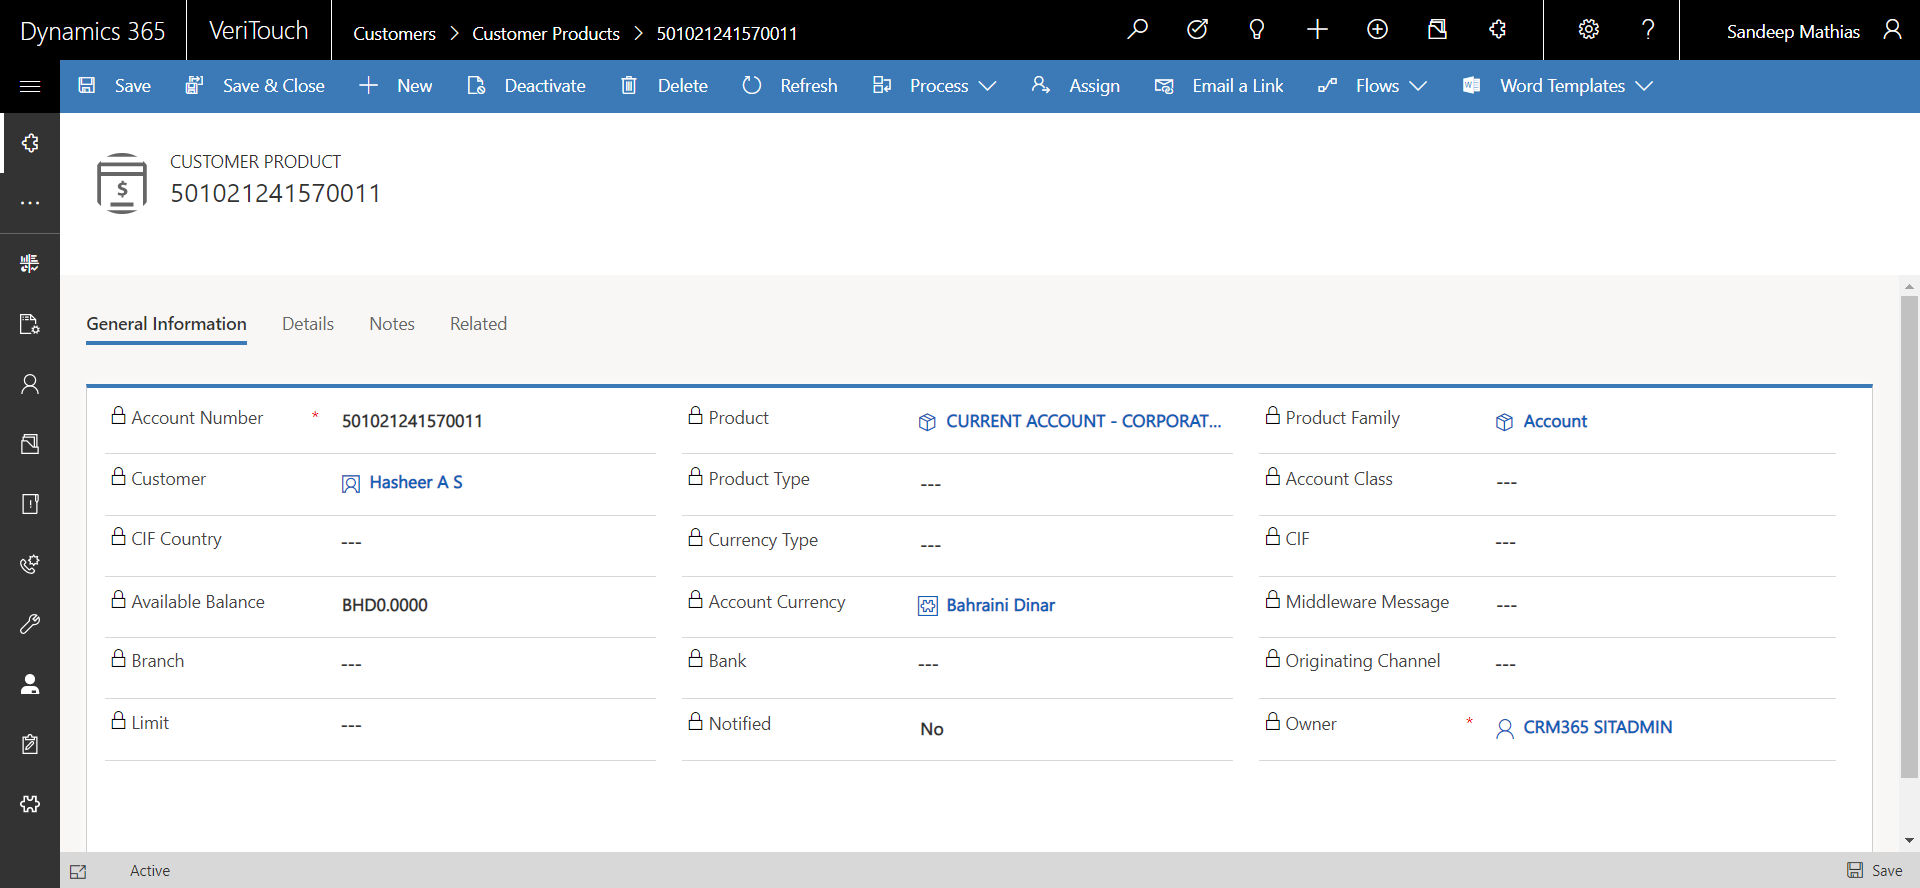 Dynamics 365
VeriTouch
Customers > Customer Products > 501021241570011
Sandeep Mathias
Save
Save & Close
New
Deactivate
Delete
Refresh
Process
Assign
Email a Link
Flows
Word Templates
CUSTOMER PRODUCT
501021241570011
General Information
Details
Notes
Related
Account Number * 501021241570011
Product CURRENT ACCOUNT - CORPORAT...
Product Family Account
Customer Hasheer A S
Product Type ---
Account Class ---
CIF Country ---
Currency Type ---
CIF ---
Available Balance BHD0.0000
Account Currency Bahraini Dinar
Middleware Message ---
Branch ---
Bank ---
Originating Channel ---
Limit ---
Notified No
Owner * CRM365 SITADMIN
Active
Save